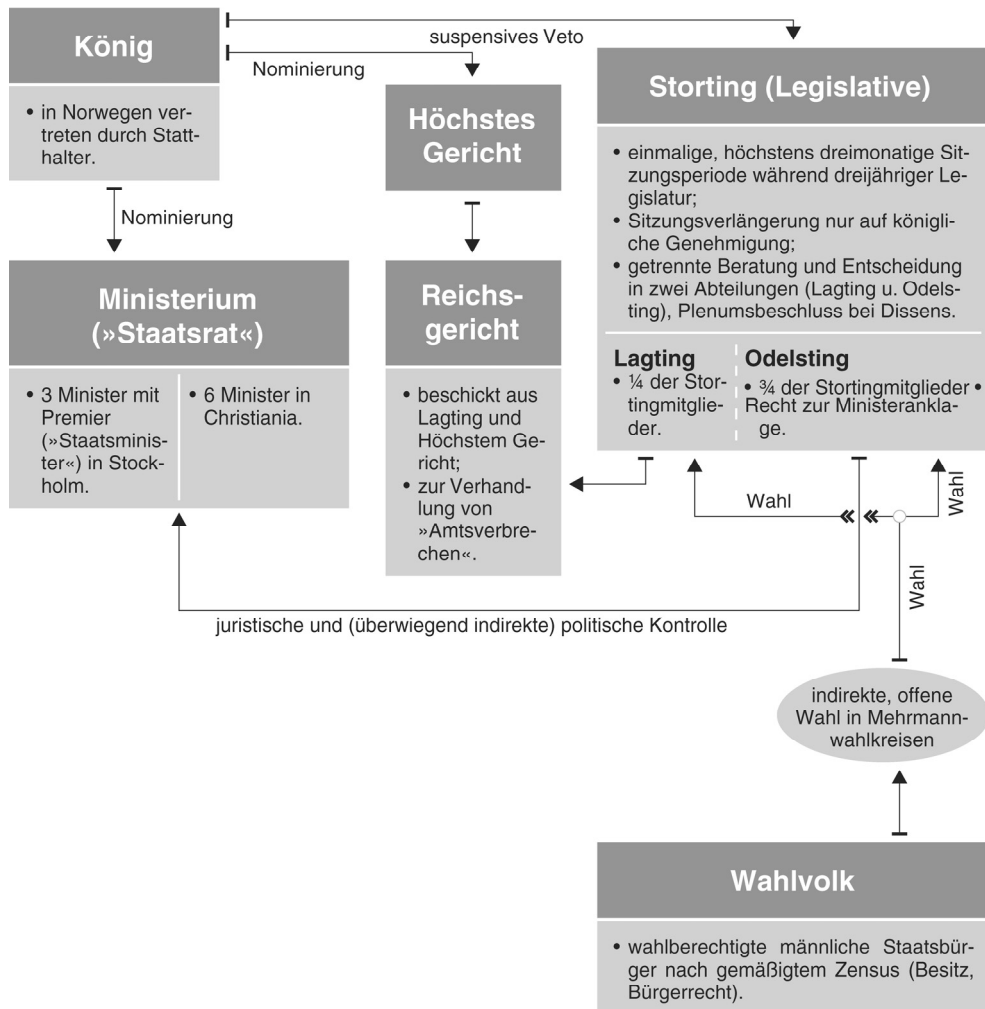 König
• in Norwegen ver-
treten durch Statt-
halter.
suspensives Veto
Nominierung
Nominierung
Höchstes
Gericht
Storting (Legislative)
• einmalige, höchstens dreimonatige Sit-
zungsperiode während dreijähriger Le-
gislatur;
• Sitzungsverlängerung nur auf königli-
che Genehmigung;
• getrennte Beratung und Entscheidung
in zwei Abteilungen (Lagting u. Odels-
ting), Plenumsbeschluss bei Dissens.
Lagting
• ¼ der Stor-
tingmitglie-
der.
Odelsting
• ¾ der Stortingmitglieder •
Recht zur Ministerankla-
ge.
Ministerium
(»Staatsrat«)
• 3 Minister mit
Premier
(»Staatsminis-
ter«) in Stock-
holm.
• 6 Minister in
Christiania.
Reichs-
gericht
• beschickt aus
Lagting und
Höchstem Ge-
richt;
• zur Verhand-
lung von
»Amtsverbre-
chen«.
Wahl
Wahl
Wahl
juristische und (überwiegend indirekte) politische Kontrolle
indirekte, offene
Wahl in Mehrmann-
wahlkreisen
Wahlvolk
• wahlberechtigte männliche Staatsbür-
ger nach gemäßigtem Zensus (Besitz,
Bürgerrecht).